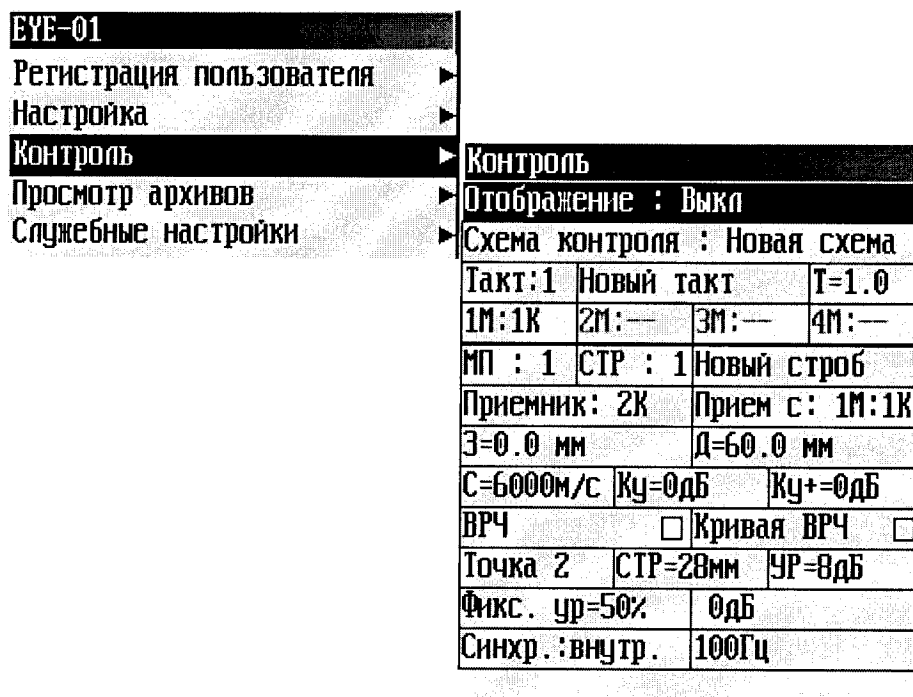 EYE-01
Регистрация пользователя
Настройка
Контроль
Просмотр архивов
Служебные настройки
Контроль
Отображение : Выкл
Схема контроля : Новая схема
Такт:1 Новый такт T=1.0
1М:1К 2М:-- 3М:-- 4М:--
МП : 1 СТР : 1 Новый строб
Приемник: 2К Прием с: 1М:1К
З=0.0 мм Д=60.0 мм
С=6000м/с Ку=0дБ Ку+=0дБ
ВРЧ Кривая ВРЧ
Точка 2 СТР=28мм УР=8дБ
Фикс. ур=50% 0дБ
Синхр.:внутр. 100Гц